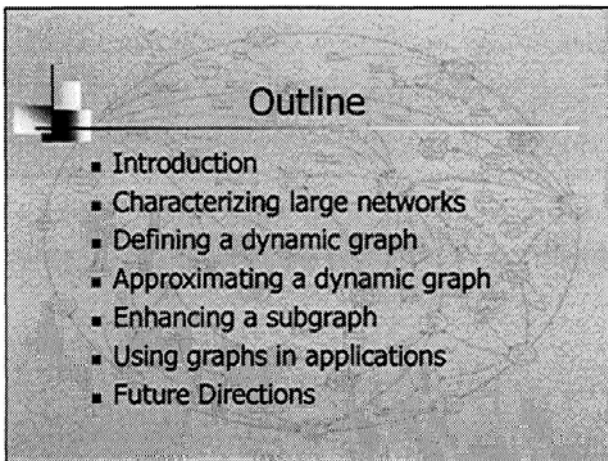 Outline
▪ Introduction
▪ Characterizing large networks
▪ Defining a dynamic graph
▪ Approximating a dynamic graph
▪ Enhancing a subgraph
▪ Using graphs in applications
▪ Future Directions